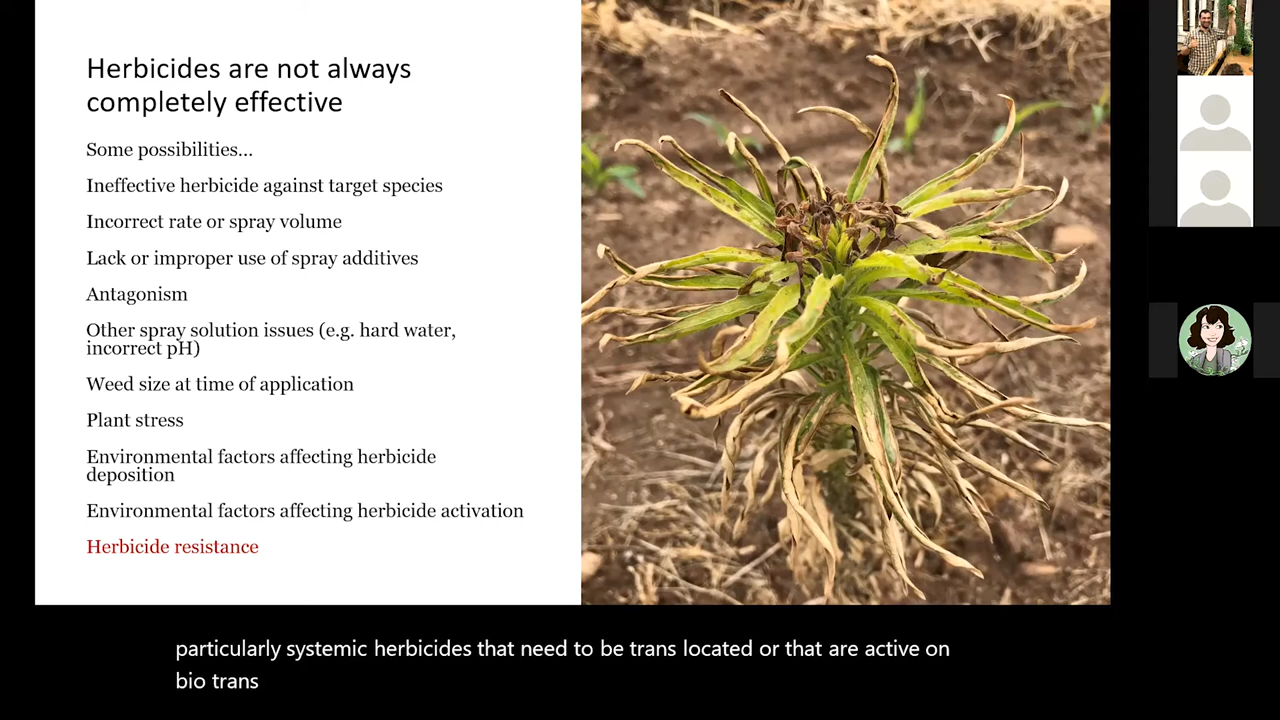 Herbicides are not always
completely effective
Some possibilities...
Ineffective herbicide against target species
Incorrect rate or spray volume
Lack or improper use of spray additives
Antagonism
Other spray solution issues (e.g. hard water,
incorrect pH)
Weed size at time of application
Plant stress
Environmental factors affecting herbicide
deposition
Environmental factors affecting herbicide activation
Herbicide resistance
particularly systemic herbicides that need to be trans located or that are active on
bio trans